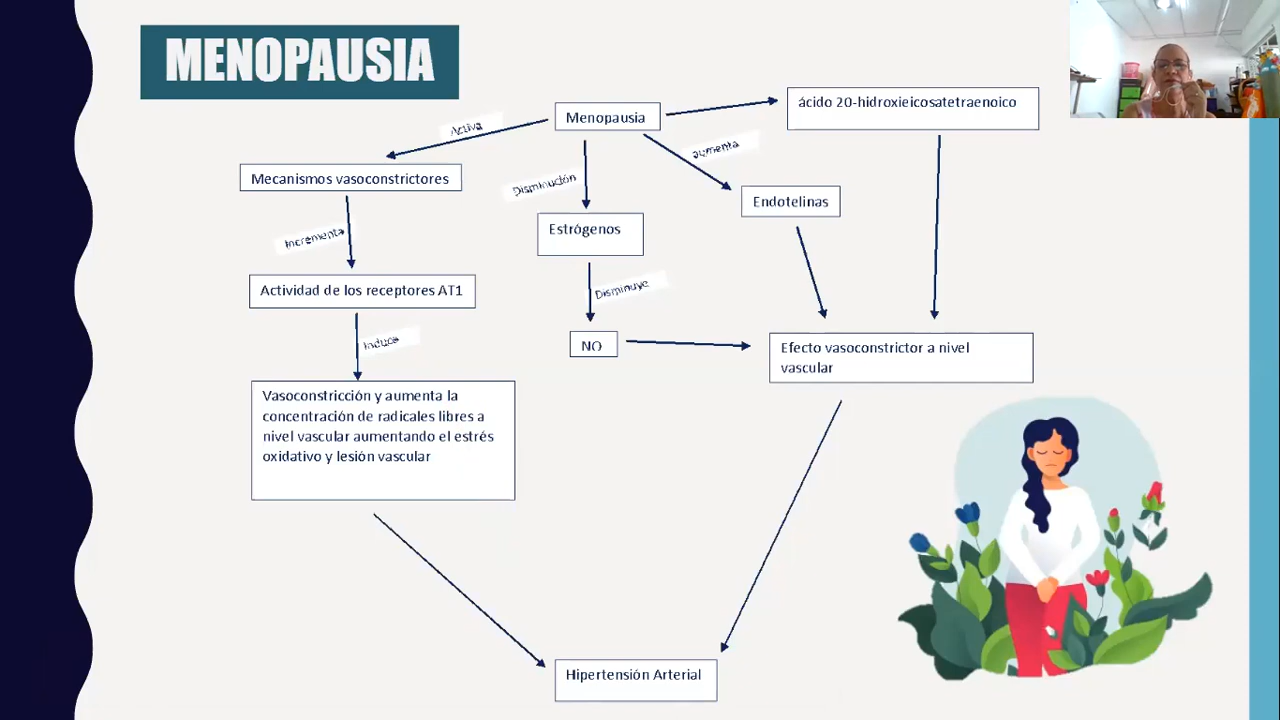 MENOPAUSIA
Menopausia
ácido 20-hidroxieicosatetraenoico
Activa
aumenta
Mecanismos vasoconstrictores
Disminución
Endotelinas
Estrógenos
Incrementa
Actividad de los receptores AT1
Disminuye
NO
Induce
Efecto vasoconstrictor a nivel
vascular
Vasoconstricción y aumenta la
concentración de radicales libres a
nivel vascular aumentando el estrés
oxidativo y lesión vascular
Hipertensión Arterial